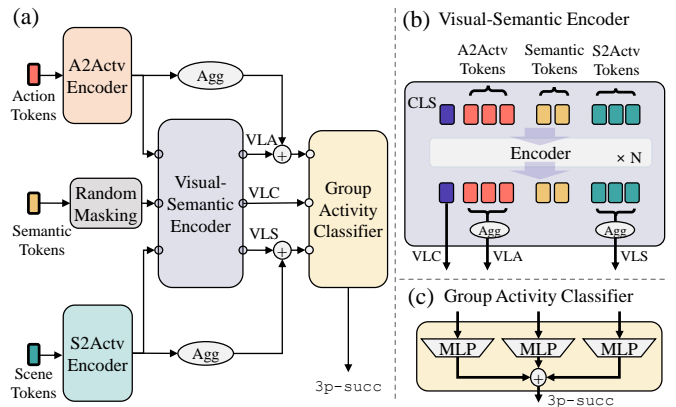 (a)
A2Actv
Encoder
Action
Tokens
Agg
VLA
+
Semantic
Tokens
Random
Masking
Visual-
Semantic
Encoder
VLC
VLS
+
Group
Activity
Classifier
Scene
Tokens
S2Actv
Encoder
Agg
3p-succ
(b) Visual-Semantic Encoder
A2Actv
Tokens
Semantic
Tokens
S2Actv
Tokens
CLS
Encoder
× N
Agg
Agg
VLC
VLA
VLS
(c) Group Activity Classifier
MLP
MLP
MLP
+
3p-succ